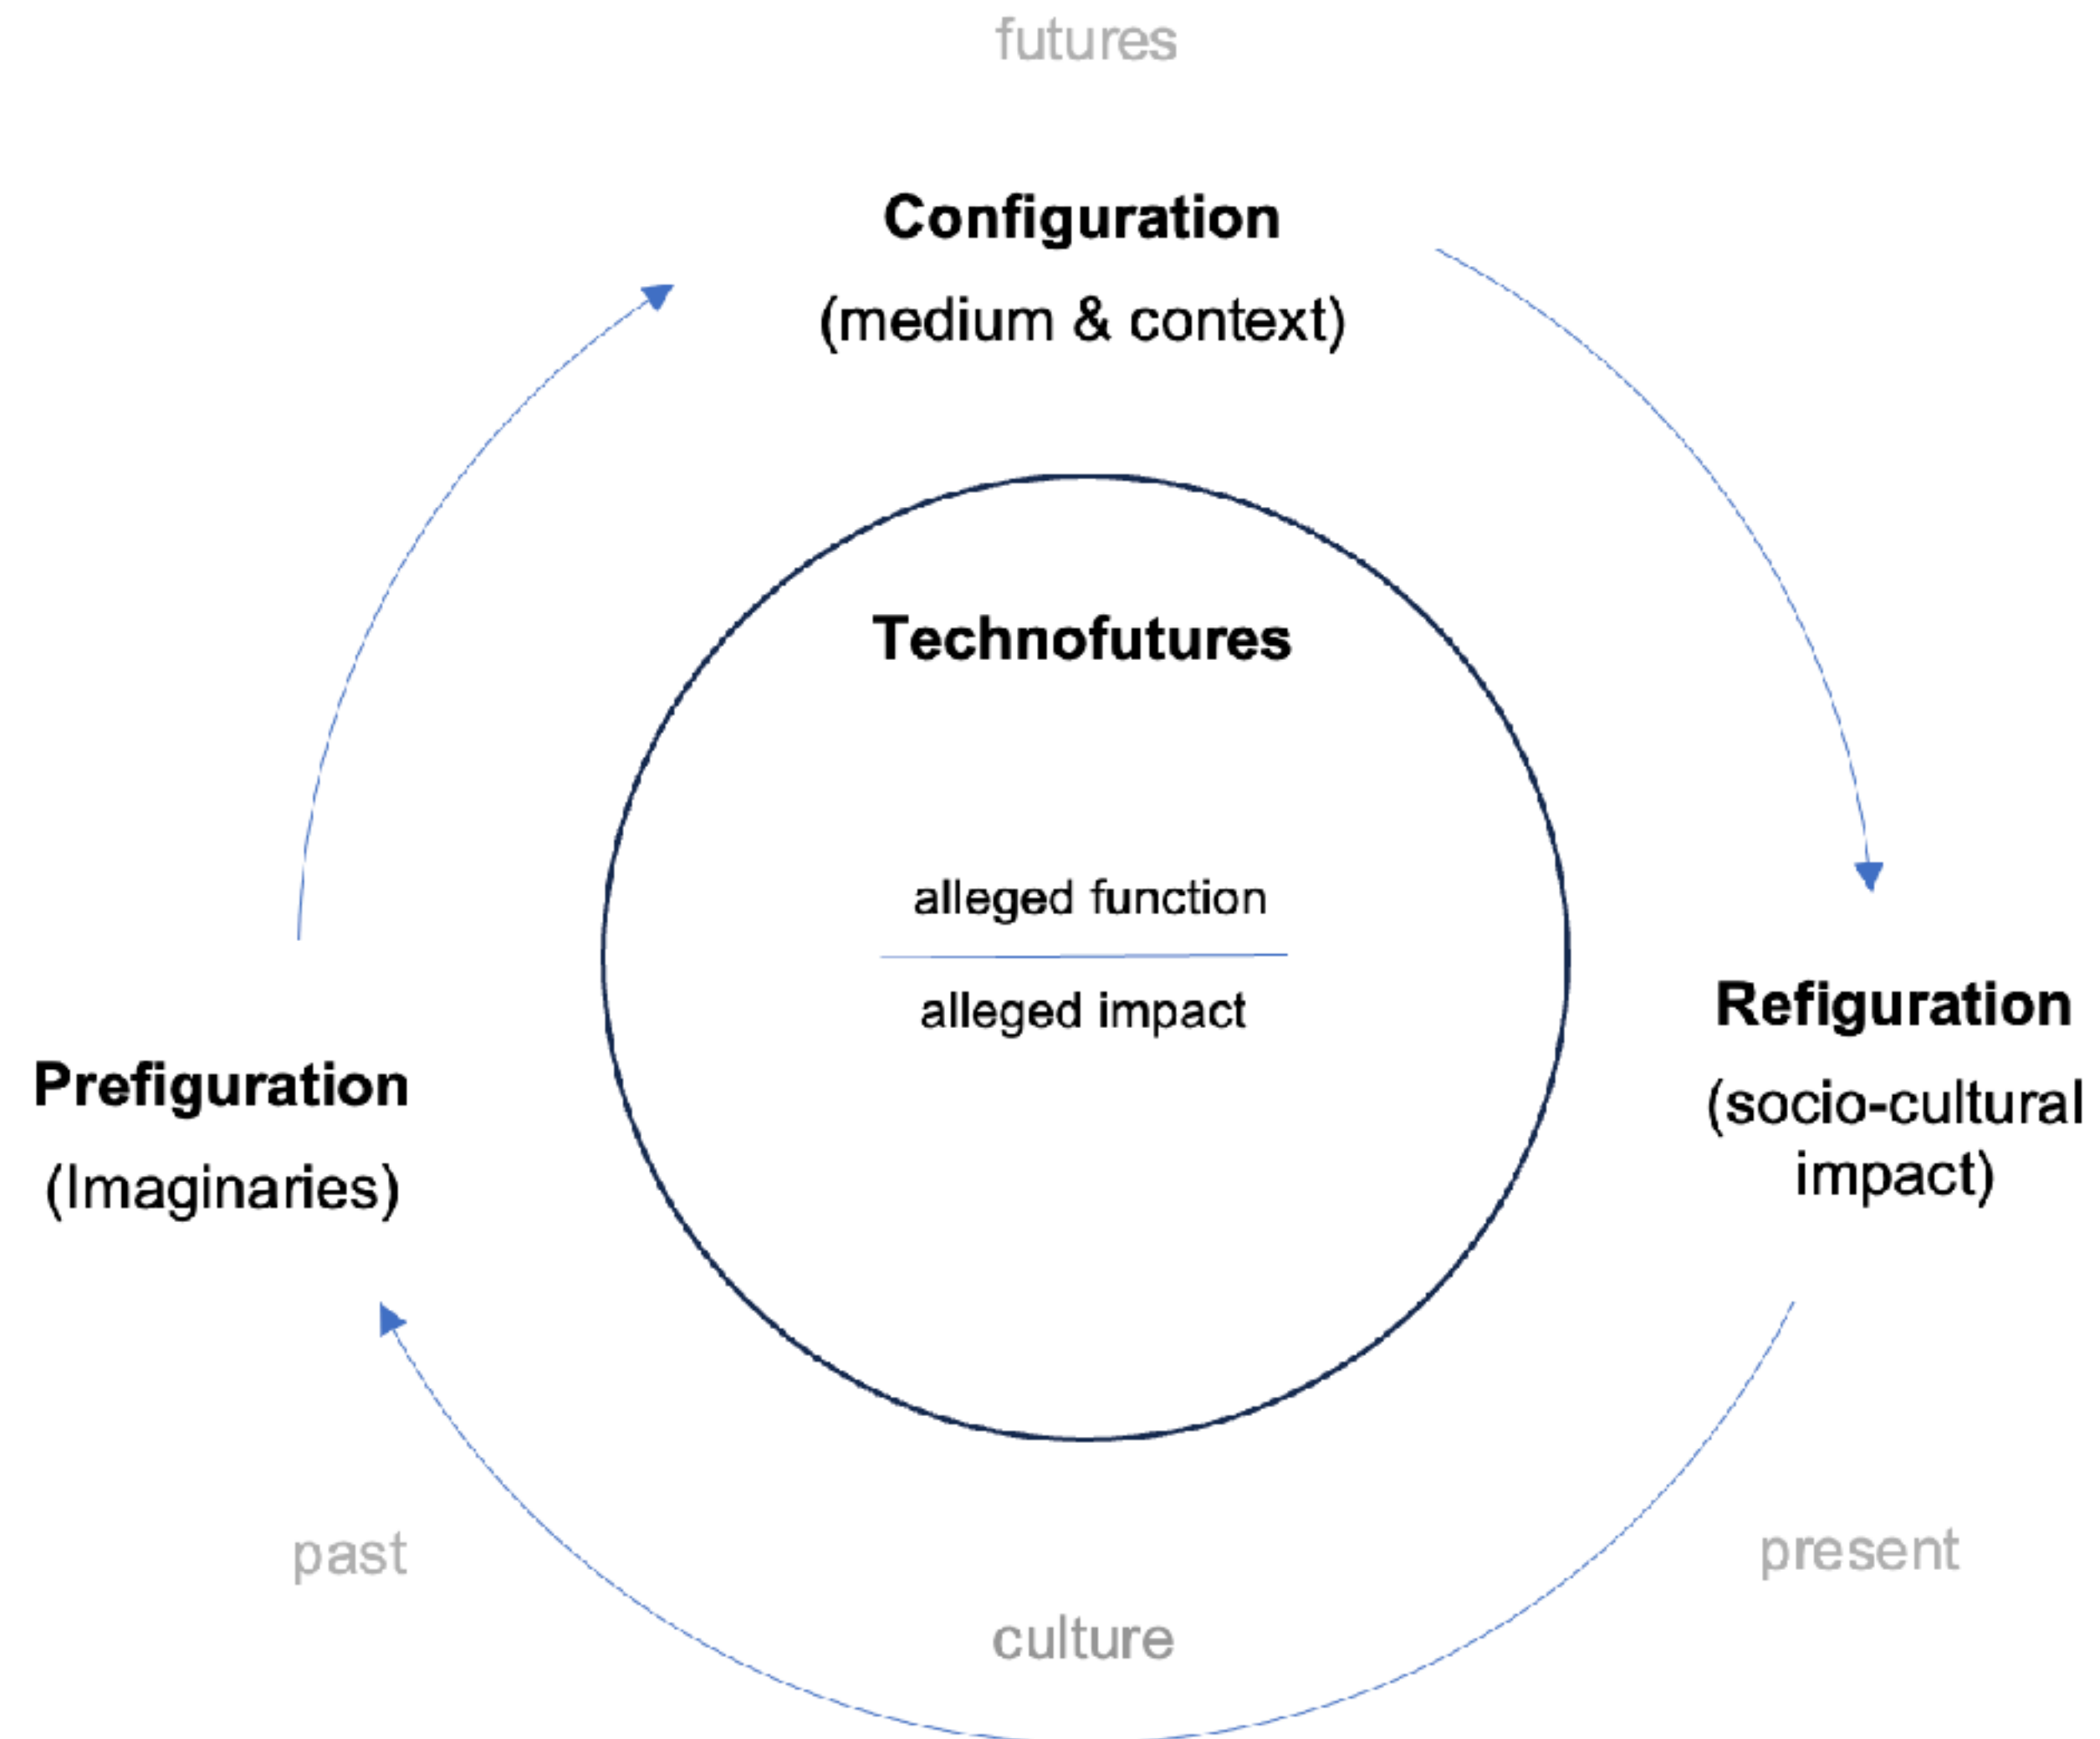 futures
Configuration
(medium & context)
Technofutures
alleged function
alleged impact
Refiguration
(socio-cultural
impact)
Prefiguration
(Imaginaries)
past
present
culture